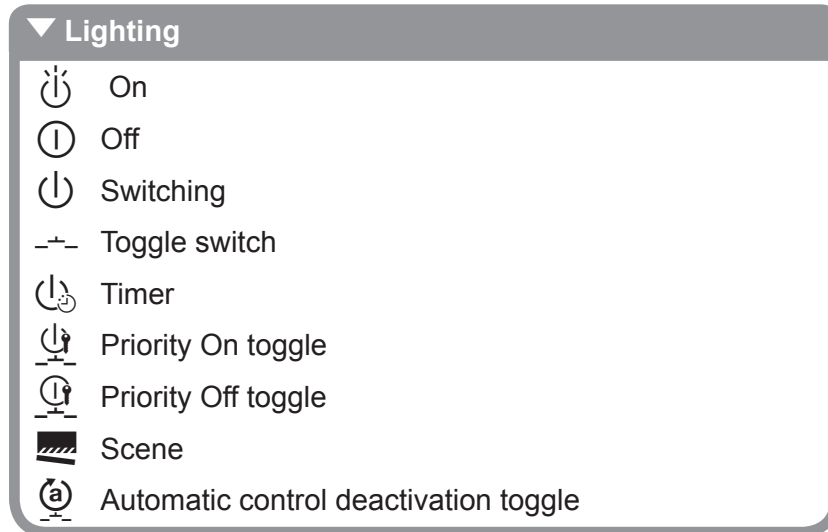 Lighting
On
Off
Switching
Toggle switch
Timer
Priority On toggle
Priority Off toggle
Scene
Automatic control deactivation toggle